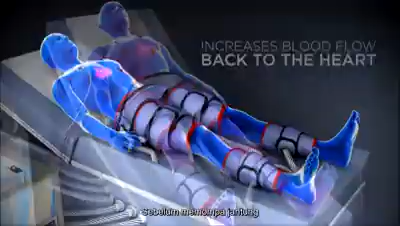 INCREASES BLOOD FLOW
BACK TO THE HEART
Sebelum memompa jantung